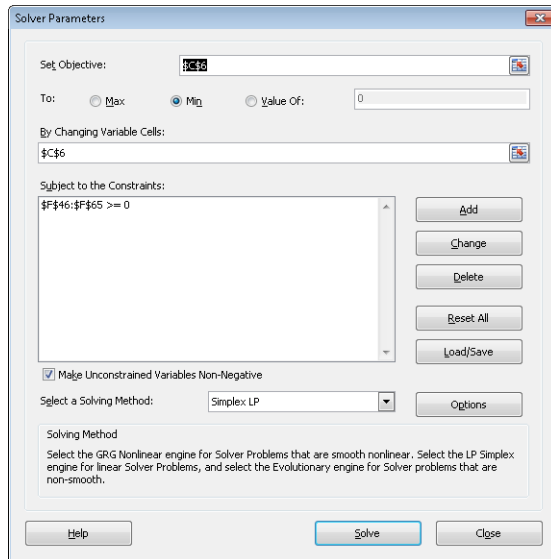 Solver Parameters
Set Objective: $C$6
To: Max Min Value Of: 0
By Changing Variable Cells:
$C$6
Subject to the Constraints:
$F$46:$F$65 >= 0
Add
Change
Delete
Reset All
Load/Save
Make Unconstrained Variables Non-Negative
Select a Solving Method: Simplex LP Options
Solving Method
Select the GRG Nonlinear engine for Solver Problems that are smooth nonlinear. Select the LP Simplex
engine for linear Solver Problems, and select the Evolutionary engine for Solver problems that are
non-smooth.
Help Solve Close